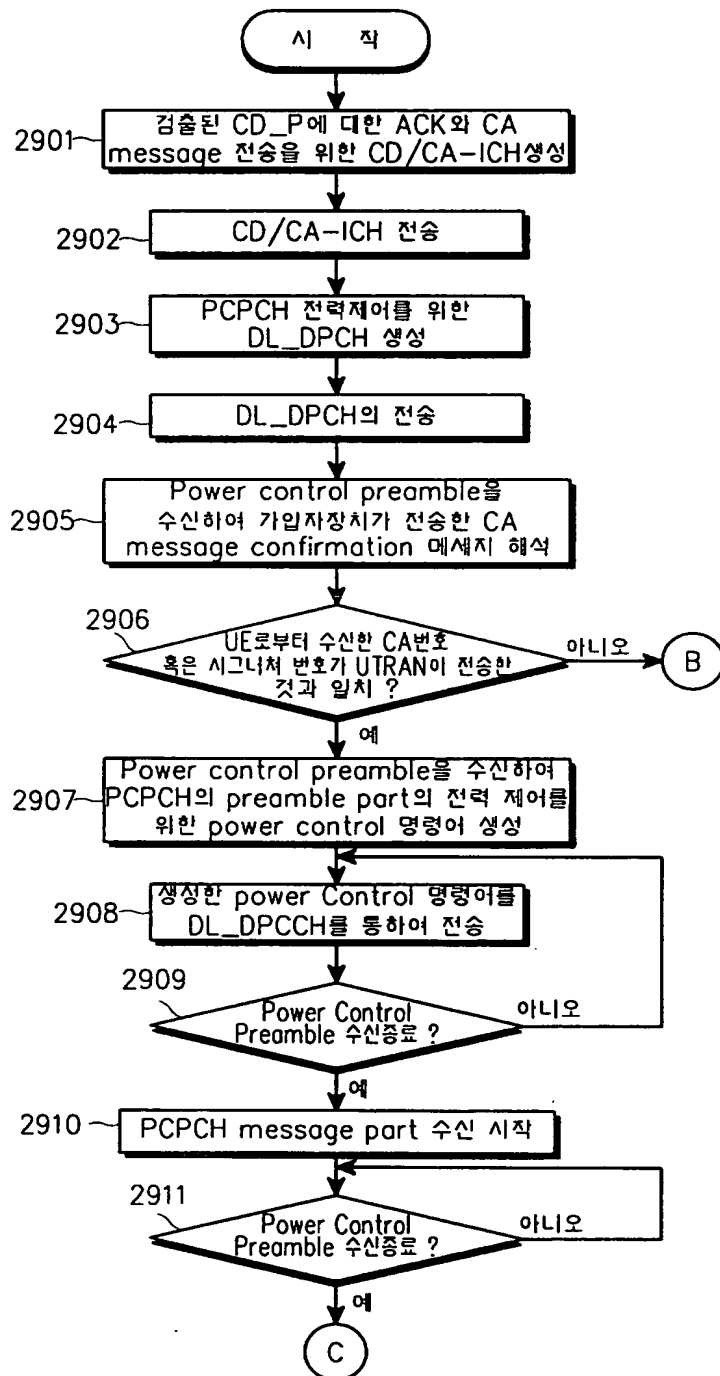 시 작
2901
검출된 CD_P에 대한 ACK와 CA
message 전송을 위한 CD/CA-ICH생성
2902
CD/CA-ICH 전송
2903
PCPCH 전력제어를 위한
DL_DPCH 생성
2904
DL_DPCH의 전송
2905
Power control preamble을
수신하여 가입자장치가 전송한 CA
message confirmation 메세지 해석
2906
UE로부터 수신한 CA번호
혹은 시그너쳐 번호가 UTRAN이 전송한
것과 일치 ?
아니오
B
예
2907
Power control preamble을 수신하여
PCPCH의 preamble part의 전력 제어를
위한 power control 명령어 생성
2908
생성한 power Control 명령어를
DL_DPCCH를 통하여 전송
2909
Power Control
Preamble 수신종료 ?
아니오
예
2910
PCPCH message part 수신 시작
2911
Power Control
Preamble 수신종료 ?
아니오
예
C